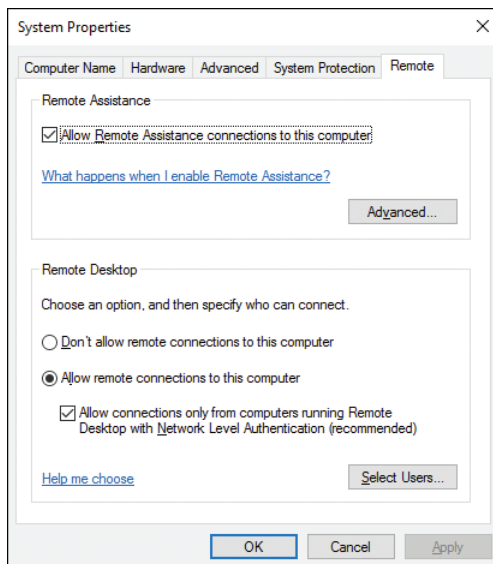 System Properties
Computer Name Hardware Advanced System Protection Remote
Remote Assistance
Allow Remote Assistance connections to this computer
What happens when I enable Remote Assistance?
Advanced...
Remote Desktop
Choose an option, and then specify who can connect.
Don't allow remote connections to this computer
Allow remote connections to this computer
Allow connections only from computers running Remote
Desktop with Network Level Authentication (recommended)
Help me choose
Select Users...
OK Cancel Apply